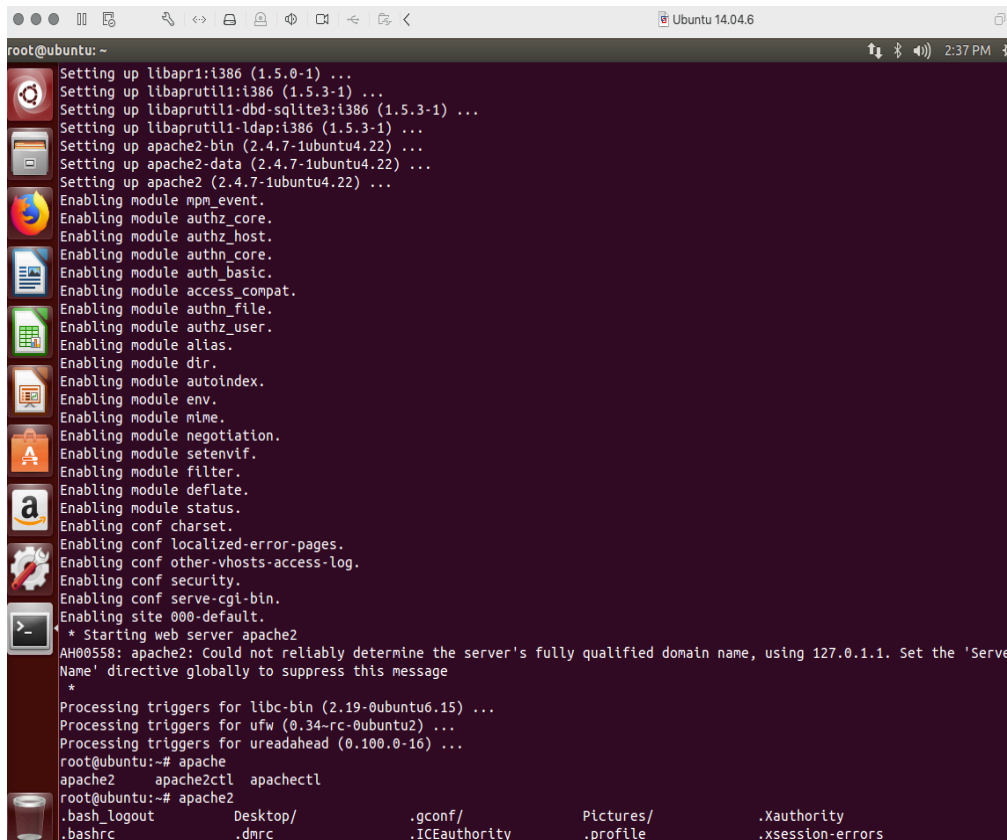 Ubuntu 14.04.6
root@ubuntu: ~
2:37 PM
Setting up libapr1:i386 (1.5.0-1) ...
Setting up libaprutil1:i386 (1.5.3-1) ...
Setting up libaprutil1-dbd-sqlite3:i386 (1.5.3-1) ...
Setting up libaprutil1-ldap:i386 (1.5.3-1) ...
Setting up apache2-bin (2.4.7-1ubuntu4.22) ...
Setting up apache2-data (2.4.7-1ubuntu4.22) ...
Setting up apache2 (2.4.7-1ubuntu4.22) ...
Enabling module mpm_event.
Enabling module authz_core.
Enabling module authz_host.
Enabling module authn_core.
Enabling module auth_basic.
Enabling module access_compat.
Enabling module authn_file.
Enabling module authz_user.
Enabling module alias.
Enabling module dir.
Enabling module autoindex.
Enabling module env.
Enabling module mime.
Enabling module negotiation.
Enabling module setenvif.
Enabling module filter.
Enabling module deflate.
Enabling module status.
Enabling conf charset.
Enabling conf localized-error-pages.
Enabling conf other-vhosts-access-log.
Enabling conf security.
Enabling conf serve-cgi-bin.
Enabling site 000-default.
* Starting web server apache2
AH00558: apache2: Could not reliably determine the server's fully qualified domain name, using 127.0.1.1. Set the 'Serve
Name' directive globally to suppress this message
*
Processing triggers for libc-bin (2.19-0ubuntu6.15) ...
Processing triggers for ufw (0.34~rc-0ubuntu2) ...
Processing triggers for ureadahead (0.100.0-16) ...
root@ubuntu:~# apache
apache2 apache2ctl apachectl
root@ubuntu:~# apache2
.bash_logout Desktop/ .gconf/ Pictures/ .Xauthority
.bashrc .dmrc .ICEauthority .profile .xsession-errors